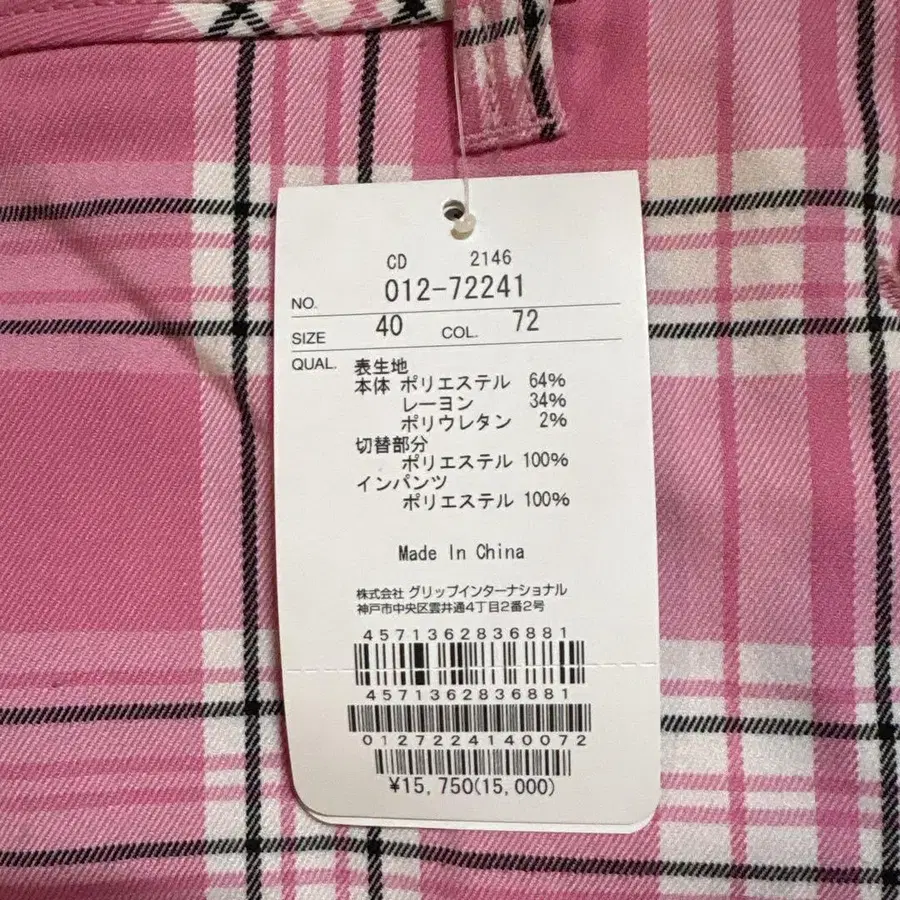 CD 2146
NO. 012-72241
SIZE 40 COL. 72
QUAL. 表生地
本体 ポリエステル 64%
レーヨン 34%
ポリウレタン 2%
切替部分
ポリエステル 100%
インパンツ
ポリエステル 100%
Made In China
株式会社 グリップインターナショナル
神戸市中央区雲井通4丁目2番2号
4571362836881
4571362836881
0127224140072
¥15,750(15,000)